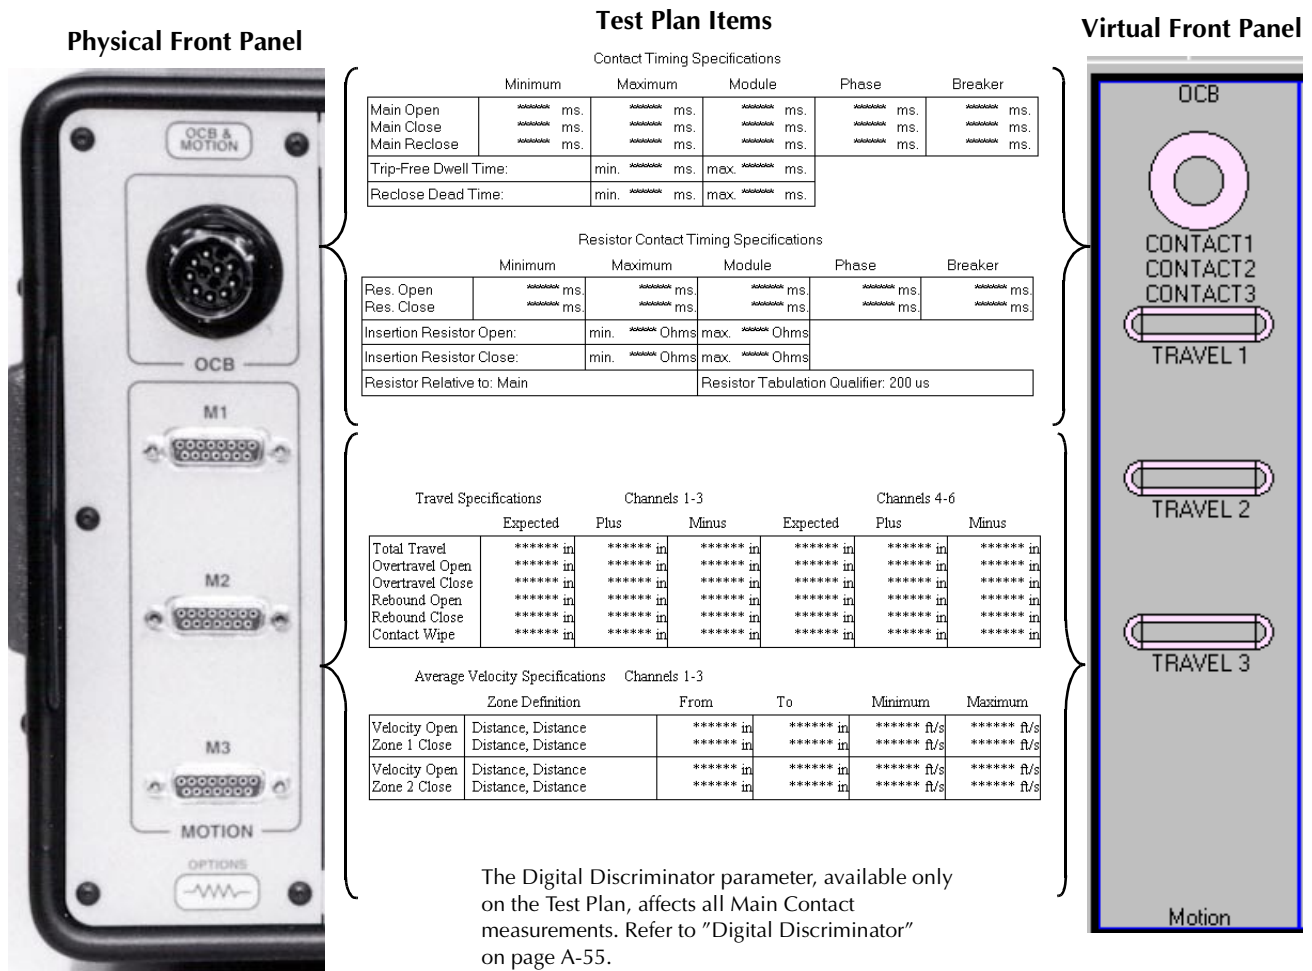 Physical Front Panel
Test Plan Items
Virtual Front Panel
OCB &
MOTION
OCB
M1
M2
M3
MOTION
OPTIONS
Contact Timing Specifications
Minimum Maximum Module Phase Breaker
Main Open ****** ms. ****** ms. ****** ms. ****** ms. ****** ms.
Main Close ****** ms. ****** ms. ****** ms. ****** ms. ****** ms.
Main Reclose ****** ms. ****** ms. ****** ms. ****** ms. ****** ms.
Trip-Free Dwell Time: min. ****** ms. max. ****** ms.
Reclose Dead Time: min. ****** ms. max. ****** ms.
Resistor Contact Timing Specifications
Minimum Maximum Module Phase Breaker
Res. Open ****** ms. ****** ms. ****** ms. ****** ms. ****** ms.
Res. Close ****** ms. ****** ms. ****** ms. ****** ms. ****** ms.
Insertion Resistor Open: min. ****** Ohms max. ****** Ohms
Insertion Resistor Close: min. ****** Ohms max. ****** Ohms
Resistor Relative to: Main Resistor Tabulation Qualifier: 200 us
Travel Specifications Channels 1-3 Channels 4-6
Expected Plus Minus Expected Plus Minus
Total Travel ****** in ****** in ****** in ****** in ****** in ****** in
Overtravel Open ****** in ****** in ****** in ****** in ****** in ****** in
Overtravel Close ****** in ****** in ****** in ****** in ****** in ****** in
Rebound Open ****** in ****** in ****** in ****** in ****** in ****** in
Rebound Close ****** in ****** in ****** in ****** in ****** in ****** in
Contact Wipe ****** in ****** in ****** in ****** in ****** in ****** in
Average Velocity Specifications Channels 1-3
Zone Definition From To Minimum Maximum
Velocity Open Distance, Distance ****** in ****** in ****** ft/s ****** ft/s
Zone 1 Close Distance, Distance ****** in ****** in ****** ft/s ****** ft/s
Velocity Open Distance, Distance ****** in ****** in ****** ft/s ****** ft/s
Zone 2 Close Distance, Distance ****** in ****** in ****** ft/s ****** ft/s
The Digital Discriminator parameter, available only
on the Test Plan, affects all Main Contact
measurements. Refer to ”Digital Discriminator”
on page A-55.
OCB
CONTACT1
CONTACT2
CONTACT3
TRAVEL 1
TRAVEL 2
TRAVEL 3
Motion